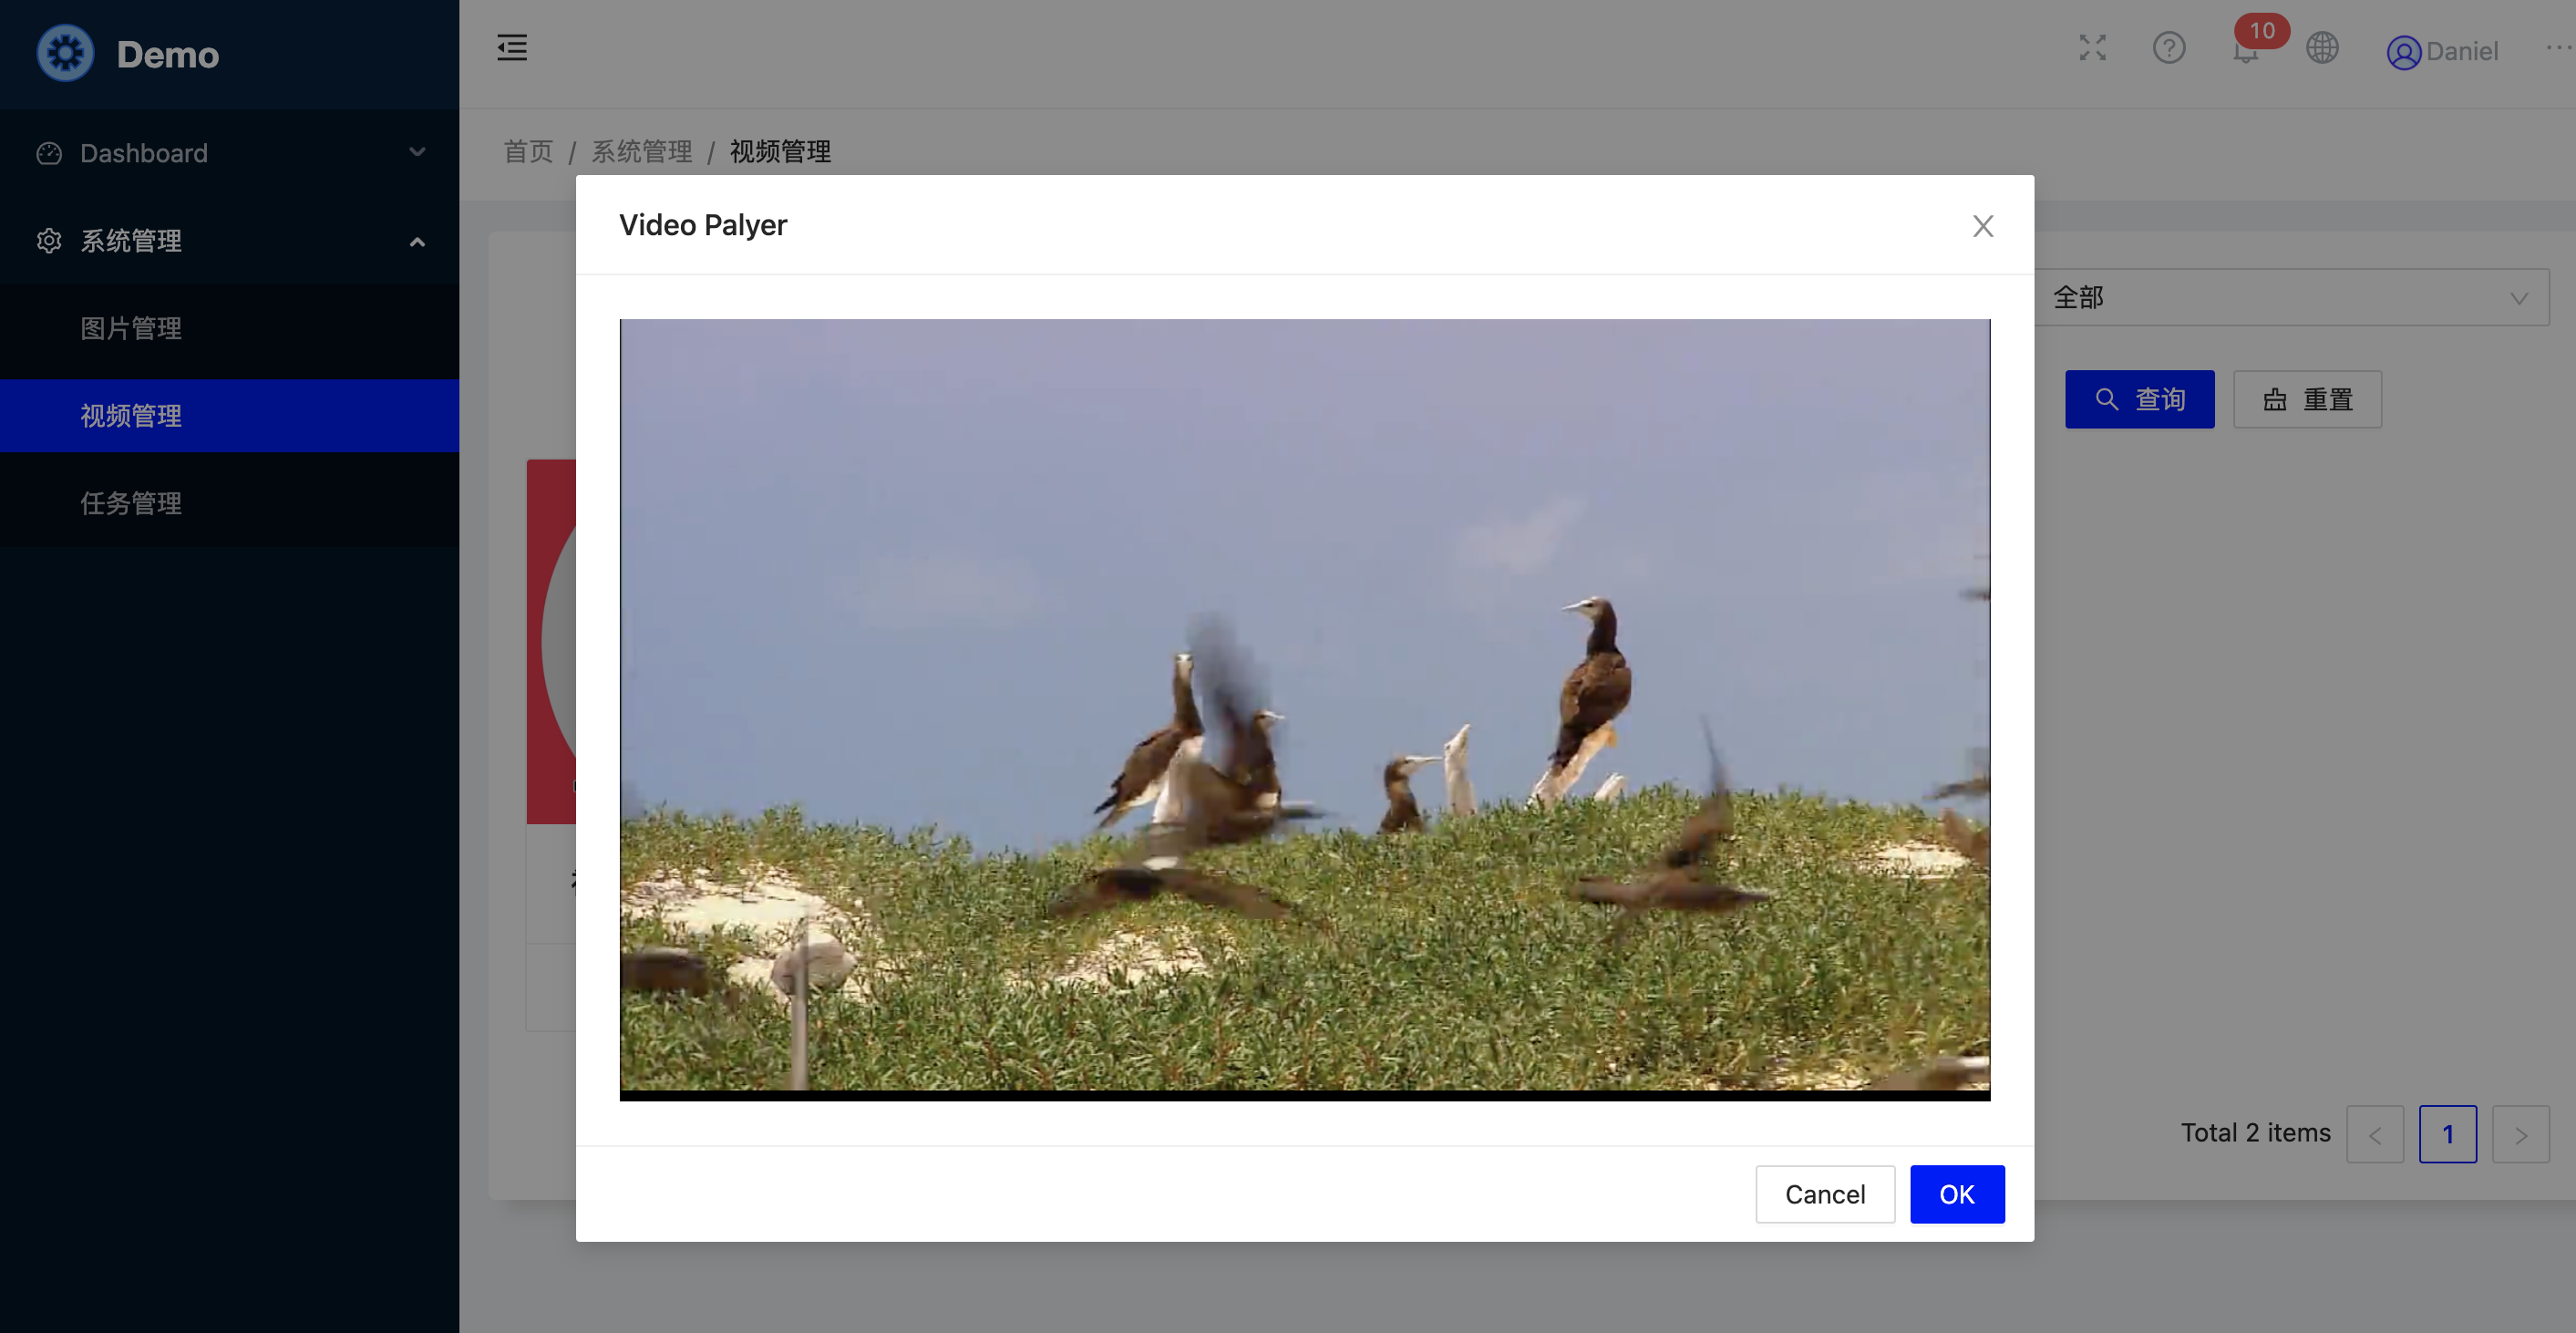 Demo
10
Daniel
Dashboard
首页 / 系统管理 / 视频管理
系统管理
图片管理
视频管理
任务管理
Video Palyer
全部
查询
重置
Total 2 items
1
Cancel
OK